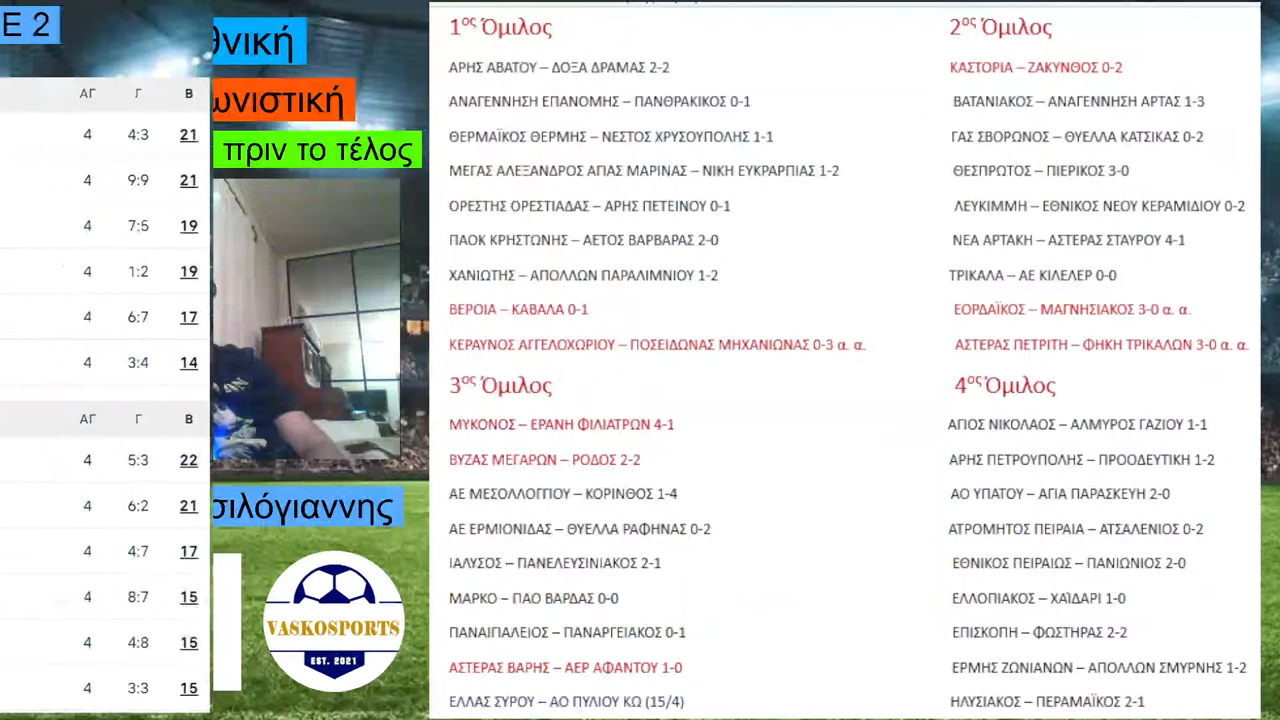 Ε 2
θνική
ωνιστική
πριν το τέλος
ΑΓ Γ Β
4 4:3 21
4 9:9 21
4 7:5 19
4 1:2 19
4 6:7 17
4 3:4 14
ΑΓ Γ Β
4 5:3 22
4 6:2 21
4 4:7 17
4 8:7 15
4 4:8 15
4 3:3 15
σιλόγιαννης
VASKOSPORTS
EST. 2021
1ος Όμιλος
ΑΡΗΣ ΑΒΑΤΟΥ – ΔΟΞΑ ΔΡΑΜΑΣ 2-2
ΑΝΑΓΕΝΝΗΣΗ ΕΠΑΝΟΜΗΣ – ΠΑΝΘΡΑΚΙΚΟΣ 0-1
ΘΕΡΜΑΪΚΟΣ ΘΕΡΜΗΣ – ΝΕΣΤΟΣ ΧΡΥΣΟΥΠΟΛΗΣ 1-1
ΜΕΓΑΣ ΑΛΕΞΑΝΔΡΟΣ ΑΓΙΑΣ ΜΑΡΙΝΑΣ – ΝΙΚΗ ΕΥΚΡΑΡΠΙΑΣ 1-2
ΟΡΕΣΤΗΣ ΟΡΕΣΤΙΑΔΑΣ – ΑΡΗΣ ΠΕΤΕΙΝΟΥ 0-1
ΠΑΟΚ ΚΡΗΣΤΩΝΗΣ – ΑΕΤΟΣ ΒΑΡΒΑΡΑΣ 2-0
ΧΑΝΙΩΤΗΣ – ΑΠΟΛΛΩΝ ΠΑΡΑΛΙΜΝΙΟΥ 1-2
ΒΕΡΟΙΑ – ΚΑΒΑΛΑ 0-1
ΚΕΡΑΥΝΟΣ ΑΓΓΕΛΟΧΩΡΙΟΥ – ΠΟΣΕΙΔΩΝΑΣ ΜΗΧΑΝΙΩΝΑΣ 0-3 α. α.
2ος Όμιλος
ΚΑΣΤΟΡΙΑ – ΖΑΚΥΝΘΟΣ 0-2
ΒΑΤΑΝΙΑΚΟΣ – ΑΝΑΓΕΝΝΗΣΗ ΑΡΤΑΣ 1-3
ΓΑΣ ΣΒΟΡΩΝΟΣ – ΘΥΕΛΛΑ ΚΑΤΣΙΚΑΣ 0-2
ΘΕΣΠΡΩΤΟΣ – ΠΙΕΡΙΚΟΣ 3-0
ΛΕΥΚΙΜΜΗ – ΕΘΝΙΚΟΣ ΝΕΟΥ ΚΕΡΑΜΙΔΙΟΥ 0-2
ΝΕΑ ΑΡΤΑΚΗ – ΑΣΤΕΡΑΣ ΣΤΑΥΡΟΥ 4-1
ΤΡΙΚΑΛΑ – ΑΕ ΚΙΛΕΛΕΡ 0-0
ΕΟΡΔΑΪΚΟΣ – ΜΑΓΝΗΣΙΑΚΟΣ 3-0 α. α.
ΑΣΤΕΡΑΣ ΠΕΤΡΙΤΗ – ΦΗΚΗ ΤΡΙΚΑΛΩΝ 3-0 α. α.
3ος Όμιλος
ΜΥΚΟΝΟΣ – ΕΡΑΝΗ ΦΙΛΙΑΤΡΩΝ 4-1
ΒΥΖΑΣ ΜΕΓΑΡΩΝ – ΡΟΔΟΣ 2-2
ΑΕ ΜΕΣΟΛΛΟΓΓΙΟΥ – ΚΟΡΙΝΘΟΣ 1-4
ΑΕ ΕΡΜΙΟΝΙΔΑΣ – ΘΥΕΛΛΑ ΡΑΦΗΝΑΣ 0-2
ΙΑΛΥΣΟΣ – ΠΑΝΕΛΕΥΣΙΝΙΑΚΟΣ 2-1
ΜΑΡΚΟ – ΠΑΟ ΒΑΡΔΑΣ 0-0
ΠΑΝΑΙΓΙΑΛΕΙΟΣ – ΠΑΝΑΡΓΕΙΑΚΟΣ 0-1
ΑΣΤΕΡΑΣ ΒΑΡΗΣ – ΑΕΡ ΑΦΑΝΤΟΥ 1-0
ΕΛΛΑΣ ΣΥΡΟΥ – ΑΟ ΠΥΛΙΟΥ ΚΩ (15/4)
4ος Όμιλος
ΑΓΙΟΣ ΝΙΚΟΛΑΟΣ – ΑΛΜΥΡΟΣ ΓΑΖΙΟΥ 1-1
ΑΡΗΣ ΠΕΤΡΟΥΠΟΛΗΣ – ΠΡΟΟΔΕΥΤΙΚΗ 1-2
ΑΟ ΥΠΑΤΟΥ – ΑΓΙΑ ΠΑΡΑΣΚΕΥΗ 2-0
ΑΤΡΟΜΗΤΟΣ ΠΕΙΡΑΙΑ – ΑΤΣΑΛΕΝΙΟΣ 0-2
ΕΘΝΙΚΟΣ ΠΕΙΡΑΙΩΣ – ΠΑΝΙΩΝΙΟΣ 2-0
ΕΛΛΟΠΙΑΚΟΣ – ΧΑΪΔΑΡΙ 1-0
ΕΠΙΣΚΟΠΗ – ΦΩΣΤΗΡΑΣ 2-2
ΕΡΜΗΣ ΖΩΝΙΑΝΩΝ – ΑΠΟΛΛΩΝ ΣΜΥΡΝΗΣ 1-2
ΗΛΥΣΙΑΚΟΣ – ΠΕΡΑΜΑΪΚΟΣ 2-1